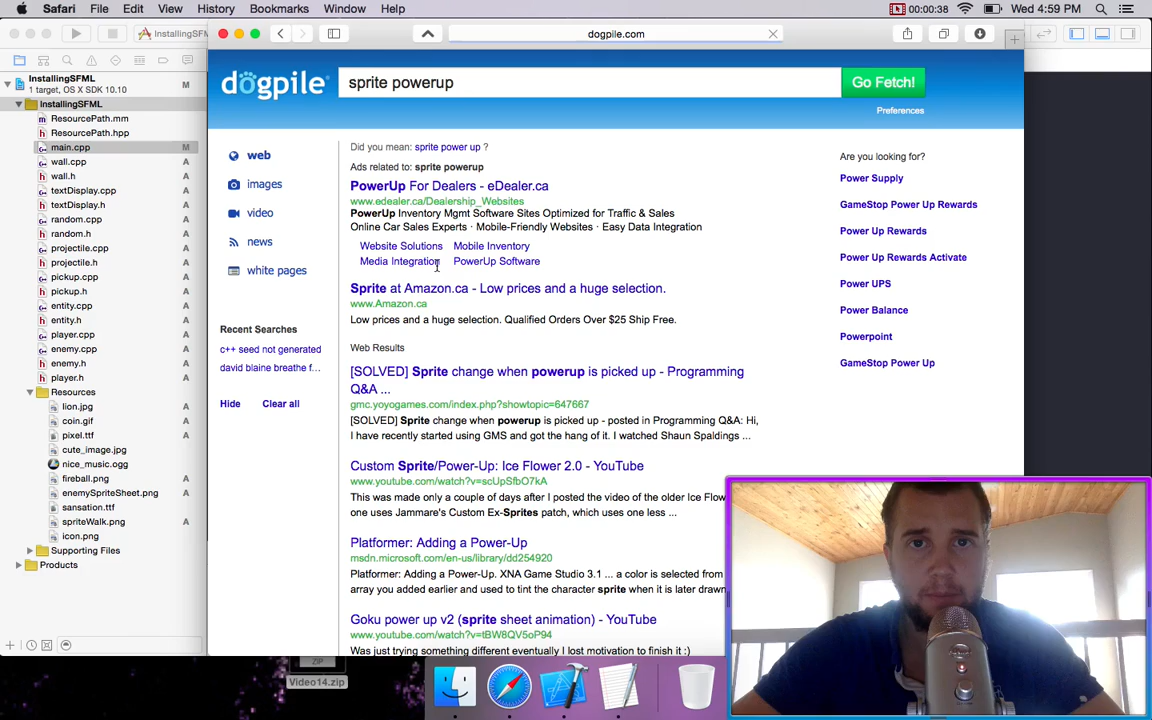 Safari File Edit View History Bookmarks Window Help
00:00:38 Wed 4:59 PM
InstallingSFM
dogpile.com
InstallingSFML M
1 target, OS X SDK 10.10
InstallingSFML
ResourcePath.mm A
ResourcePath.hpp A
main.cpp M
wall.cpp A
wall.h A
textDisplay.cpp A
textDisplay.h A
random.cpp A
random.h A
projectile.cpp A
projectile.h A
pickup.cpp A
pickup.h A
entity.cpp A
entity.h A
player.cpp A
enemy.cpp A
enemy.h A
player.h A
Resources
lion.jpg A
coin.gif A
pixel.ttf A
cute_image.jpg
nice_music.ogg
fireball.png A
enemySpriteSheet.png A
sansation.ttf
spriteWalk.png A
icon.png
Supporting Files
Products
dogpile
sprite powerup
Go Fetch!
Preferences
web
images
video
news
white pages
Recent Searches
c++ seed not generated
david blaine breathe f...
Hide Clear all
Did you mean: sprite power up ?
Ads related to: sprite powerup
PowerUp For Dealers - eDealer.ca
www.edealer.ca/Dealership_Websites
PowerUp Inventory Mgmt Software Sites Optimized for Traffic & Sales
Online Car Sales Experts · Mobile-Friendly Websites · Easy Data Integration
Website Solutions Mobile Inventory
Media Integration PowerUp Software
Sprite at Amazon.ca - Low prices and a huge selection.
www.Amazon.ca
Low prices and a huge selection. Qualified Orders Over $25 Ship Free.
Web Results
[SOLVED] Sprite change when powerup is picked up - Programming
Q&A ...
gmc.yoyogames.com/index.php?showtopic=647667
[SOLVED] Sprite change when powerup is picked up - posted in Programming Q&A: Hi,
I have recently started using GMS and got the hang of it. I watched Shaun Spaldings ...
Custom Sprite/Power-Up: Ice Flower 2.0 - YouTube
www.youtube.com/watch?v=scUpSfbO7kA
This was made only a couple of days after I posted the video of the older Ice Flow
one uses Jammare's Custom Ex-Sprites patch, which uses one less ...
Platformer: Adding a Power-Up
msdn.microsoft.com/en-us/library/dd254920
Platformer: Adding a Power-Up. XNA Game Studio 3.1 ... a color is selected from
array you added earlier and used to tint the character sprite when it is later drawn
Goku power up v2 (sprite sheet animation) - YouTube
www.youtube.com/watch?v=tBW8QV5oP94
Was just trying something different eventually I lost motivation to finish it :)
Are you looking for?
Power Supply
GameStop Power Up Rewards
Power Up Rewards
Power Up Rewards Activate
Power UPS
Power Balance
Powerpoint
GameStop Power Up
ZIP
Video14.zip